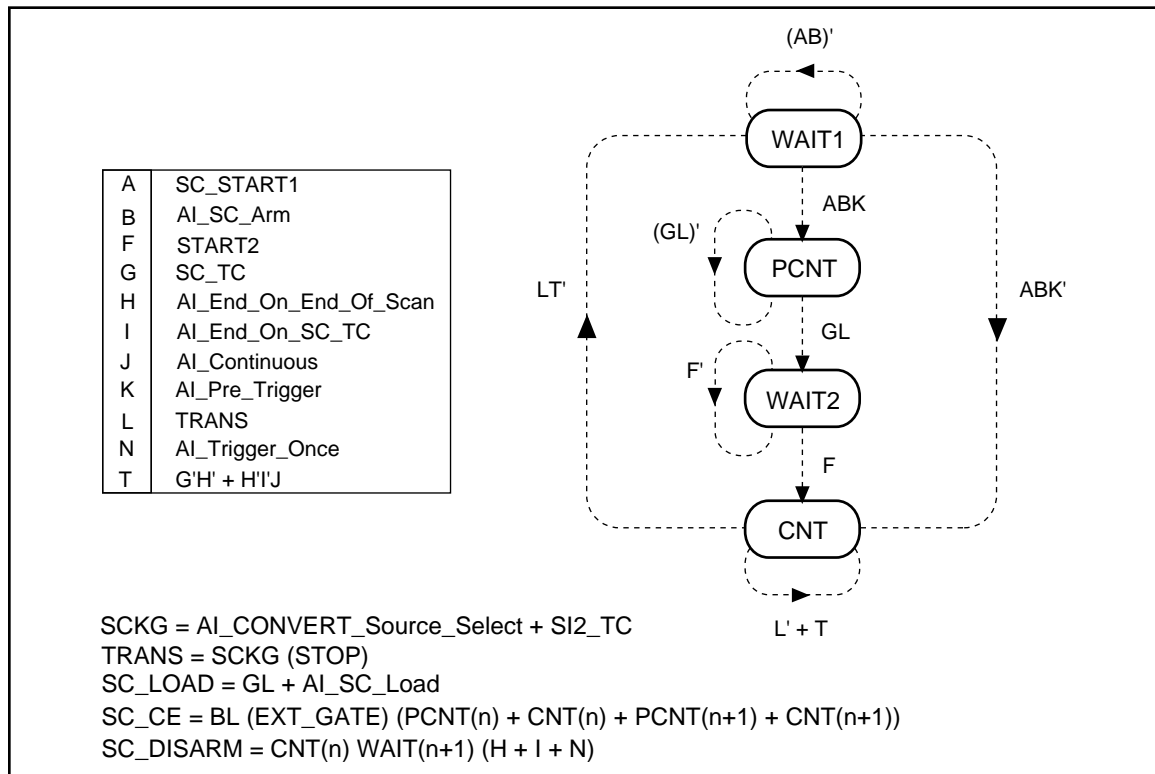 (AB)'
WAIT1
A SC_START1
B AI_SC_Arm
F START2
G SC_TC
H AI_End_On_End_Of_Scan
I AI_End_On_SC_TC
J AI_Continuous
K AI_Pre_Trigger
L TRANS
N AI_Trigger_Once
T G'H' + H'I'J
ABK
(GL)'
PCNT
LT'
ABK'
GL
F'
WAIT2
F
CNT
L' + T
SCKG = AI_CONVERT_Source_Select + SI2_TC
TRANS = SCKG (STOP)
SC_LOAD = GL + AI_SC_Load
SC_CE = BL (EXT_GATE) (PCNT(n) + CNT(n) + PCNT(n+1) + CNT(n+1))
SC_DISARM = CNT(n) WAIT(n+1) (H + I + N)